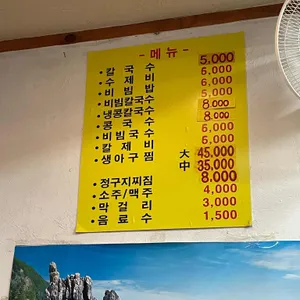 - 메뉴 -
· 칼국수 5,000
· 수제비 6,000
· 비빔밥 6,000
· 비빔칼국수 6,000
· 냉콩칼국수 8,000
· 콩국수 8,000
· 비빔국수 6,000
· 칼제비 6,000
· 생아구찜 大 45,000
中 35,000
· 정구지찌짐 8,000
· 소주/맥주 4,000
· 막걸리 3,000
· 음료수 1,500